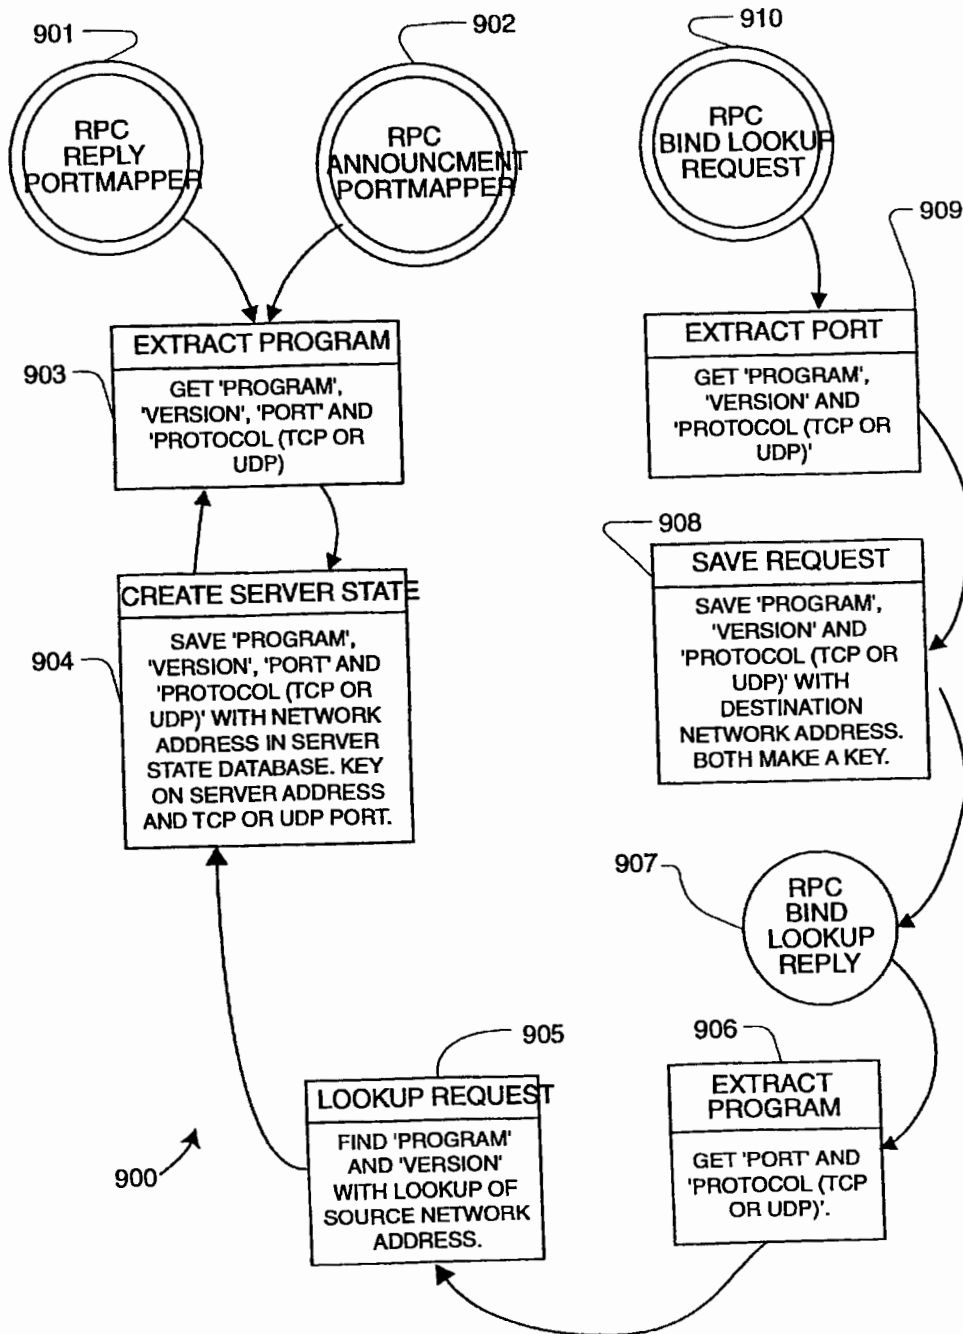 901
902
910
RPC
REPLY
PORTMAPPER
RPC
ANNOUNCMENT
PORTMAPPER
RPC
BIND LOOKUP
REQUEST
909
EXTRACT PROGRAM
GET 'PROGRAM',
'VERSION', 'PORT' AND
'PROTOCOL (TCP OR
UDP)
903
EXTRACT PORT
GET 'PROGRAM',
'VERSION' AND
'PROTOCOL (TCP OR
UDP)'
908
SAVE REQUEST
SAVE 'PROGRAM',
'VERSION' AND
'PROTOCOL (TCP OR
UDP)' WITH
DESTINATION
NETWORK ADDRESS.
BOTH MAKE A KEY.
CREATE SERVER STATE
SAVE 'PROGRAM',
'VERSION', 'PORT' AND
'PROTOCOL (TCP OR
UDP)' WITH NETWORK
ADDRESS IN SERVER
STATE DATABASE. KEY
ON SERVER ADDRESS
AND TCP OR UDP PORT.
904
907
RPC
BIND
LOOKUP
REPLY
905
906
LOOKUP REQUEST
FIND 'PROGRAM'
AND 'VERSION'
WITH LOOKUP OF
SOURCE NETWORK
ADDRESS.
EXTRACT
PROGRAM
GET 'PORT' AND
'PROTOCOL (TCP
OR UDP)'.
900